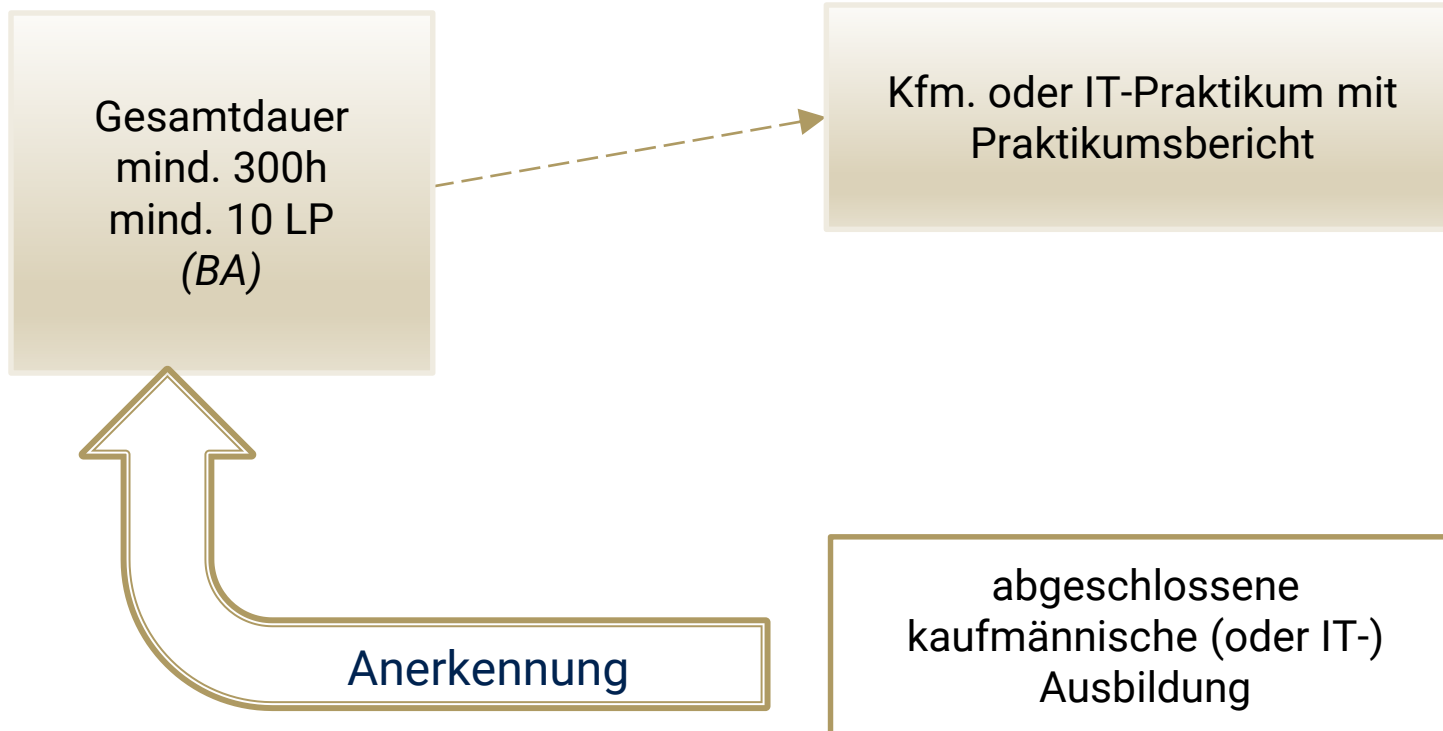 Gesamtdauer
mind. 300h
mind. 10 LP
(BA)
Kfm. oder IT-Praktikum mit
Praktikumsbericht
Anerkennung
abgeschlossene
kaufmännische (oder IT-)
Ausbildung